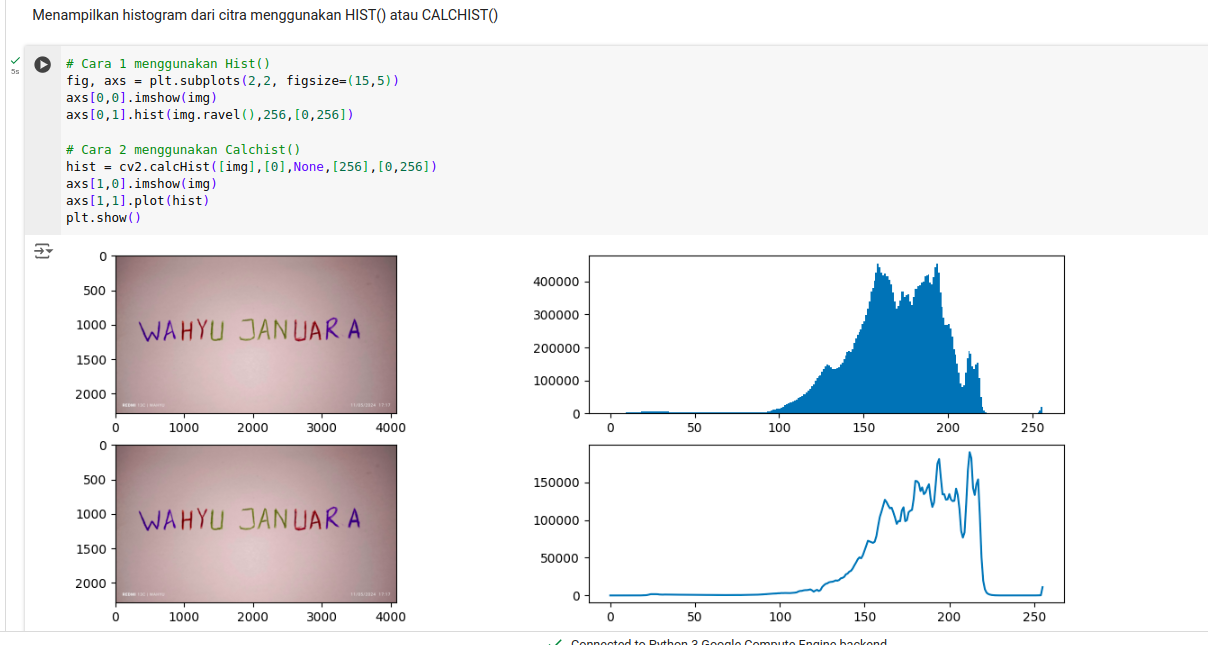 Menampilkan histogram dari citra menggunakan HIST() atau CALCHIST()
5s
# Cara 1 menggunakan Hist()
fig, axs = plt.subplots(2,2, figsize=(15,5))
axs[0,0].imshow(img)
axs[0,1].hist(img.ravel(),256,[0,256])
# Cara 2 menggunakan Calchist()
hist = cv2.calcHist([img],[0],None,[256],[0,256])
axs[1,0].imshow(img)
axs[1,1].plot(hist)
plt.show()
0
500
1000
1500
2000
WAHYU JANUARA
0 1000 2000 3000 4000
400000
300000
200000
100000
0
0 50 100 150 200 250
0
500
1000
1500
2000
WAHYU JANUARA
0 1000 2000 3000 4000
150000
100000
50000
0
0 50 100 150 200 250
Connected to Python 3 Google Compute Engine backend